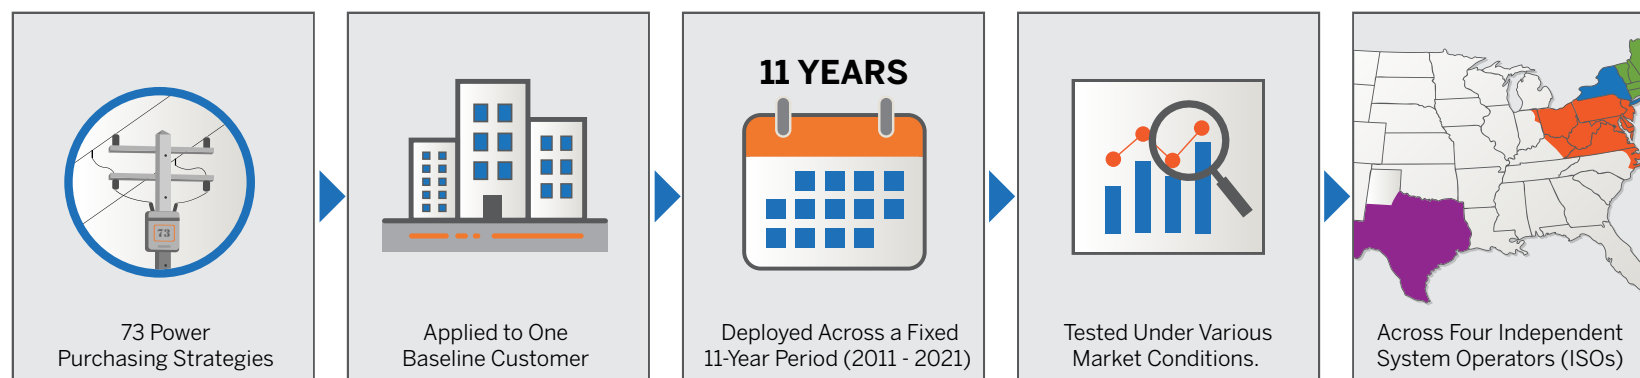 73
73 Power
Purchasing Strategies
Applied to One
Baseline Customer
11 YEARS
Deployed Across a Fixed
11-Year Period (2011 - 2021)
Tested Under Various
Market Conditions.
Across Four Independent
System Operators (ISOs)